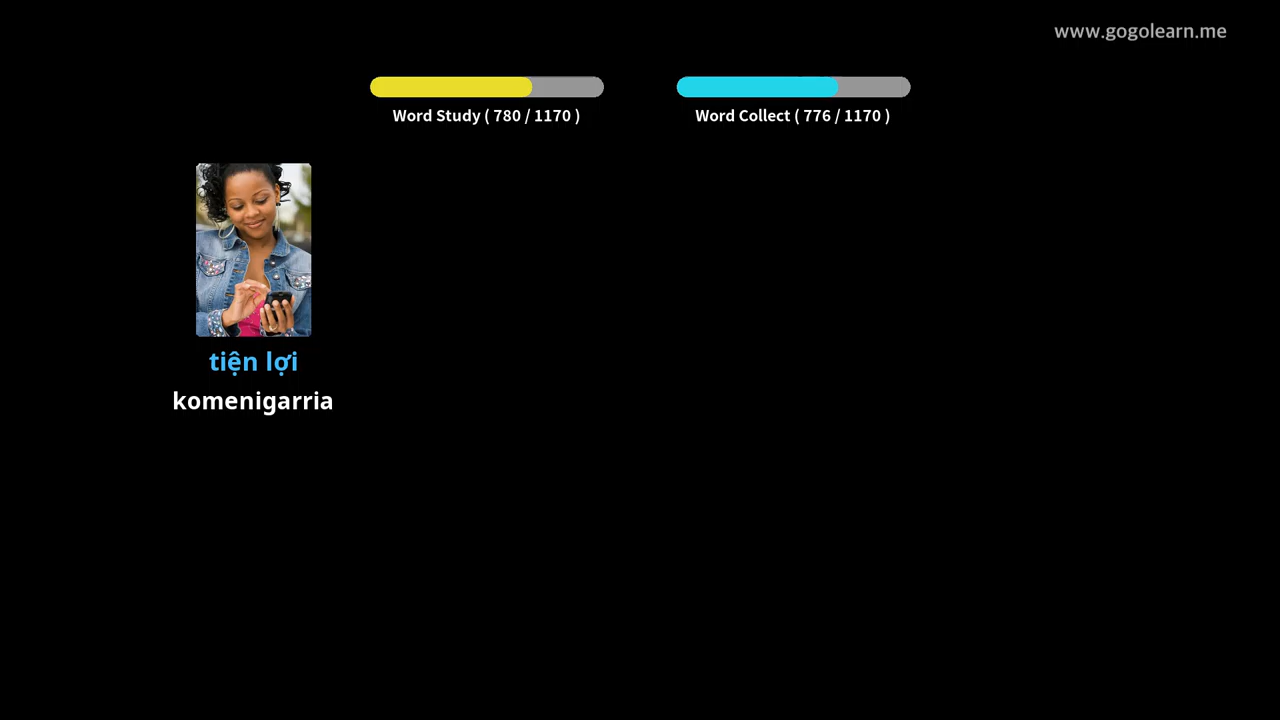 www.gogolearn.me
Word Study ( 780 / 1170 )
Word Collect ( 776 / 1170 )
tiện lợi
komenigarria